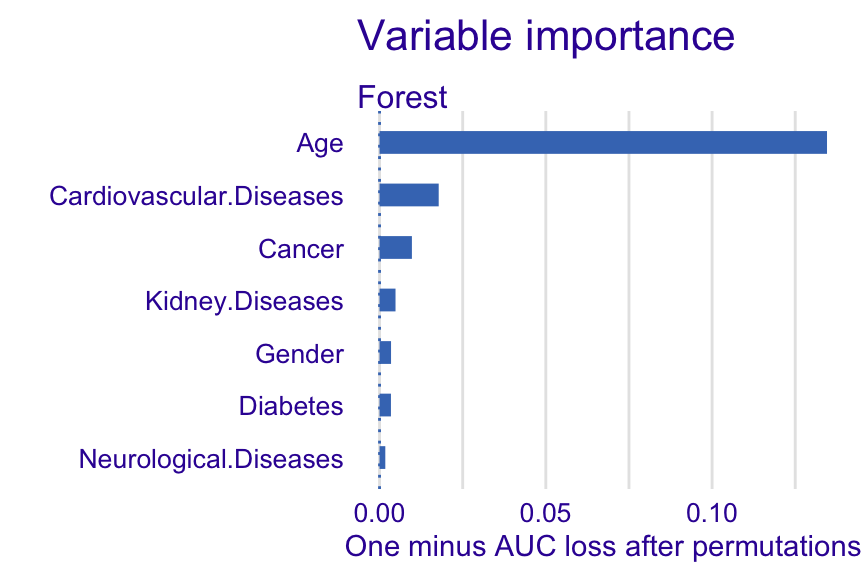 Variable importance
Forest
Age
Cardiovascular.Diseases
Cancer
Kidney.Diseases
Gender
Diabetes
Neurological.Diseases
0.00 0.05 0.10
One minus AUC loss after permutations